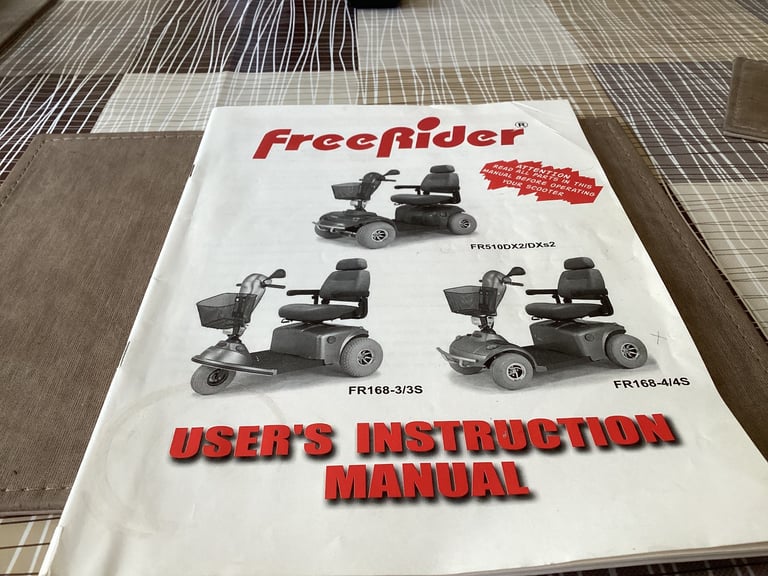 FreeRider®
ATTENTION
READ ALL PARTS IN THIS
MANUAL BEFORE OPERATING
YOUR SCOOTER
FR510DX2/DXs2
FR168-3/3S
FR168-4/4S
USER'S INSTRUCTION
MANUAL